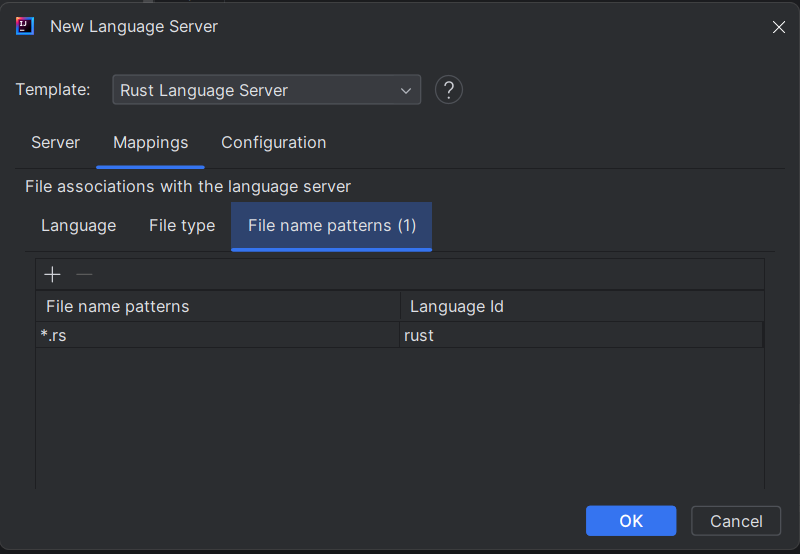 IJ
New Language Server
Template: Rust Language Server ?
Server Mappings Configuration
File associations with the language server
Language File type File name patterns (1)
File name patterns Language Id
*.rs rust
OK Cancel